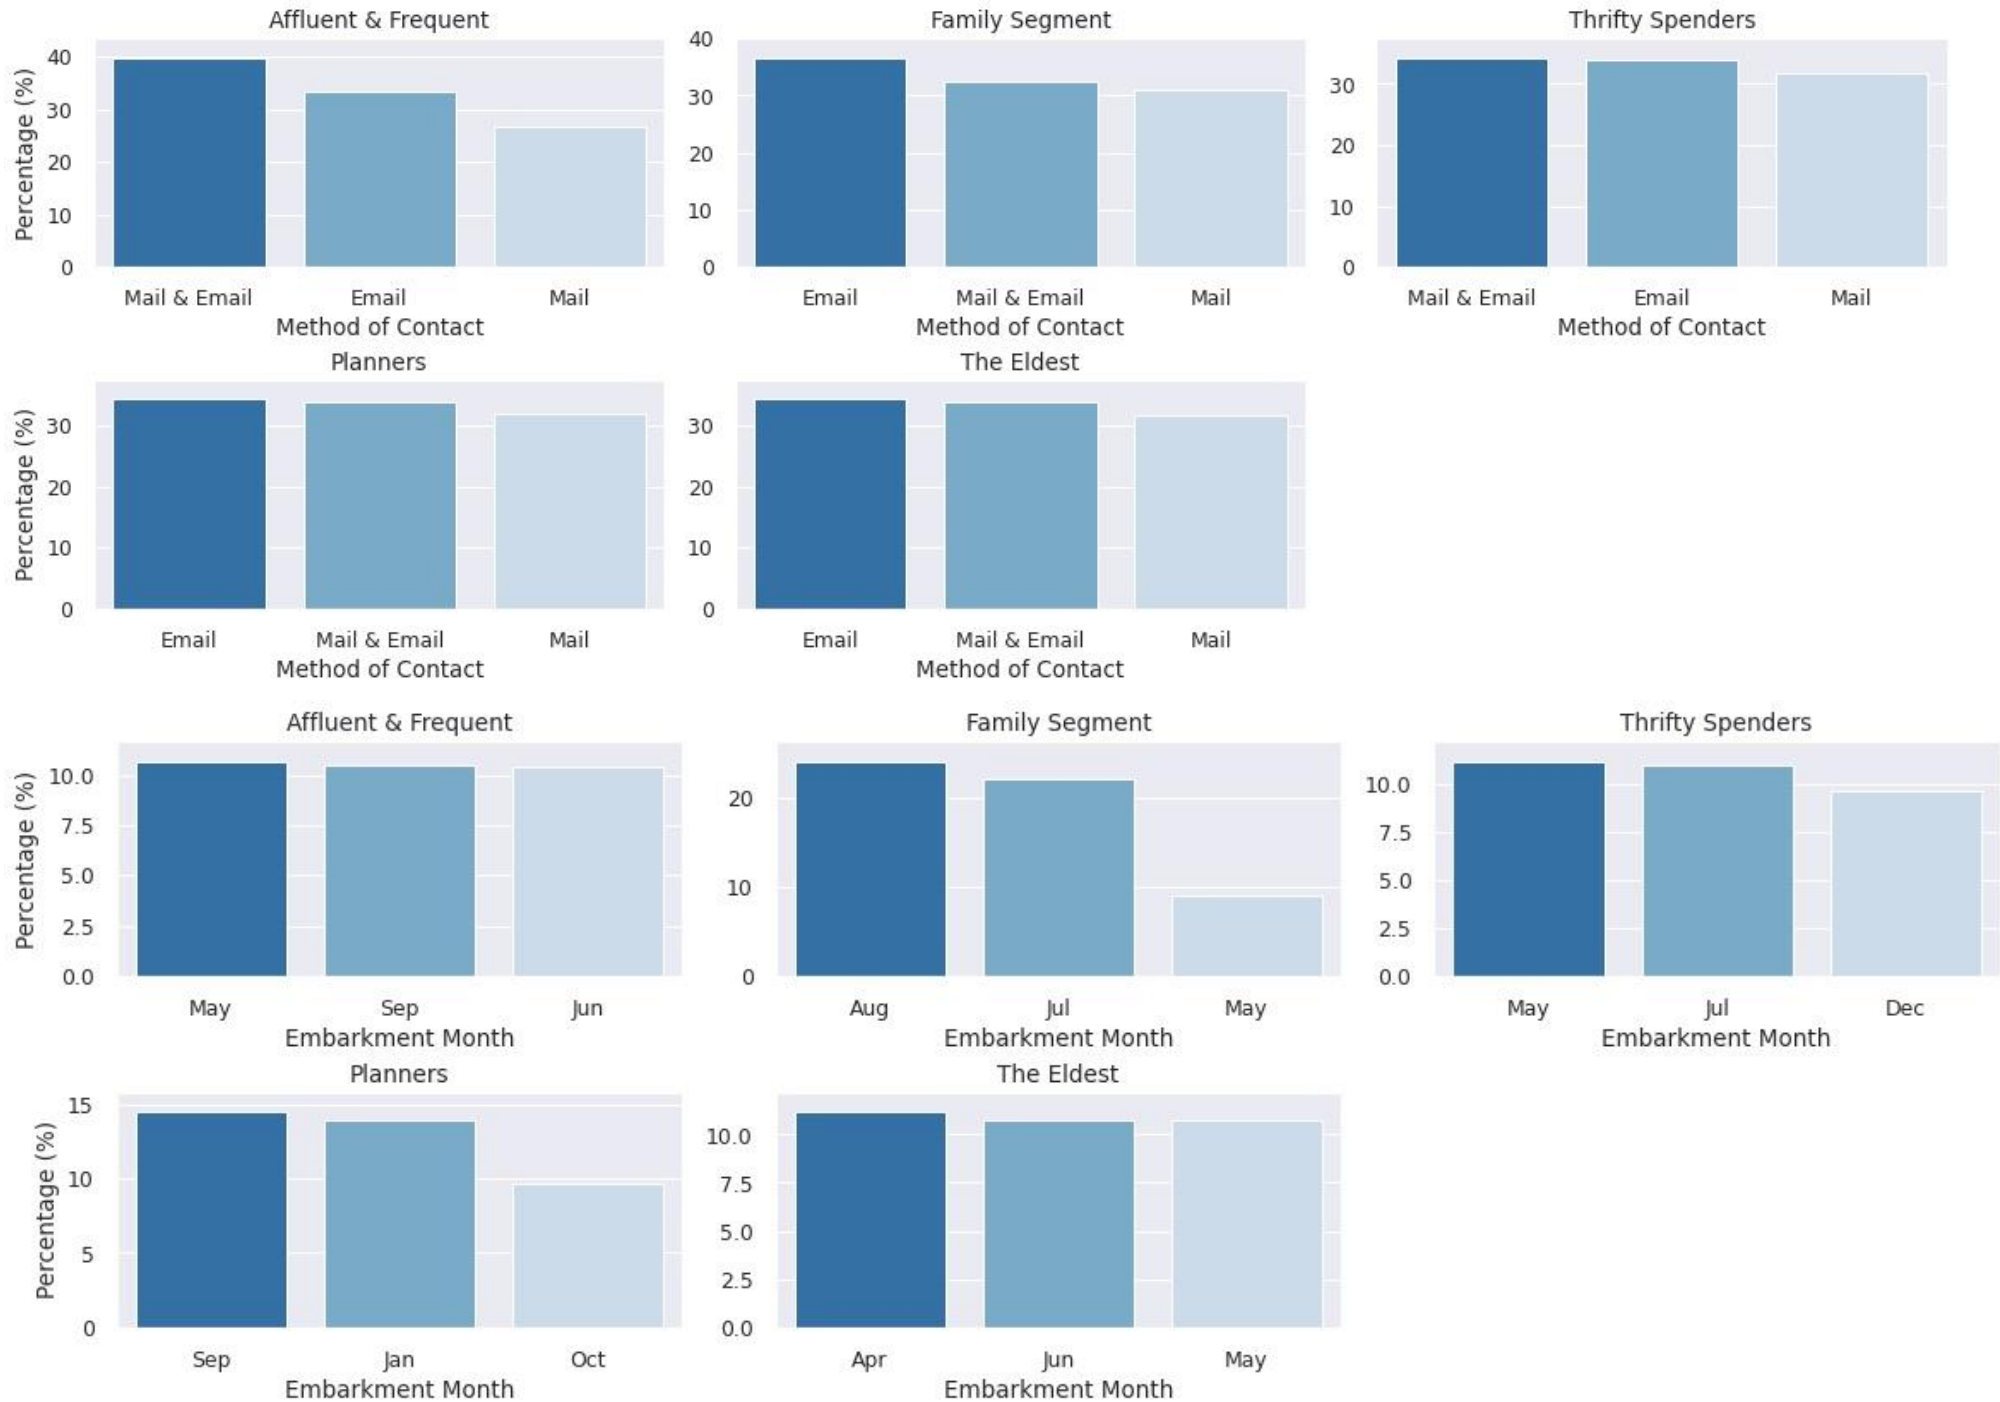 Affluent & Frequent
Percentage (%)
40
30
20
10
0
Mail & Email Email Mail
Method of Contact
Family Segment
40
30
20
10
0
Email Mail & Email Mail
Method of Contact
Thrifty Spenders
30
20
10
0
Mail & Email Email Mail
Method of Contact
Planners
Percentage (%)
30
20
10
0
Email Mail & Email Mail
Method of Contact
The Eldest
30
20
10
0
Email Mail & Email Mail
Method of Contact
Affluent & Frequent
Percentage (%)
10.0
7.5
5.0
2.5
0.0
May Sep Jun
Embarkment Month
Family Segment
20
10
0
Aug Jul May
Embarkment Month
Thrifty Spenders
10.0
7.5
5.0
2.5
0.0
May Jul Dec
Embarkment Month
Planners
Percentage (%)
15
10
5
0
Sep Jan Oct
Embarkment Month
The Eldest
10.0
7.5
5.0
2.5
0.0
Apr Jun May
Embarkment Month